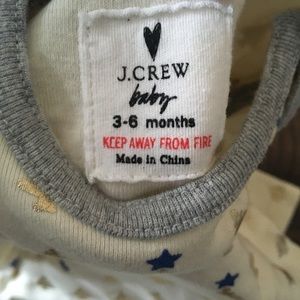 J.CREW
baby
3-6 months
KEEP AWAY FROM FIRE
Made in China